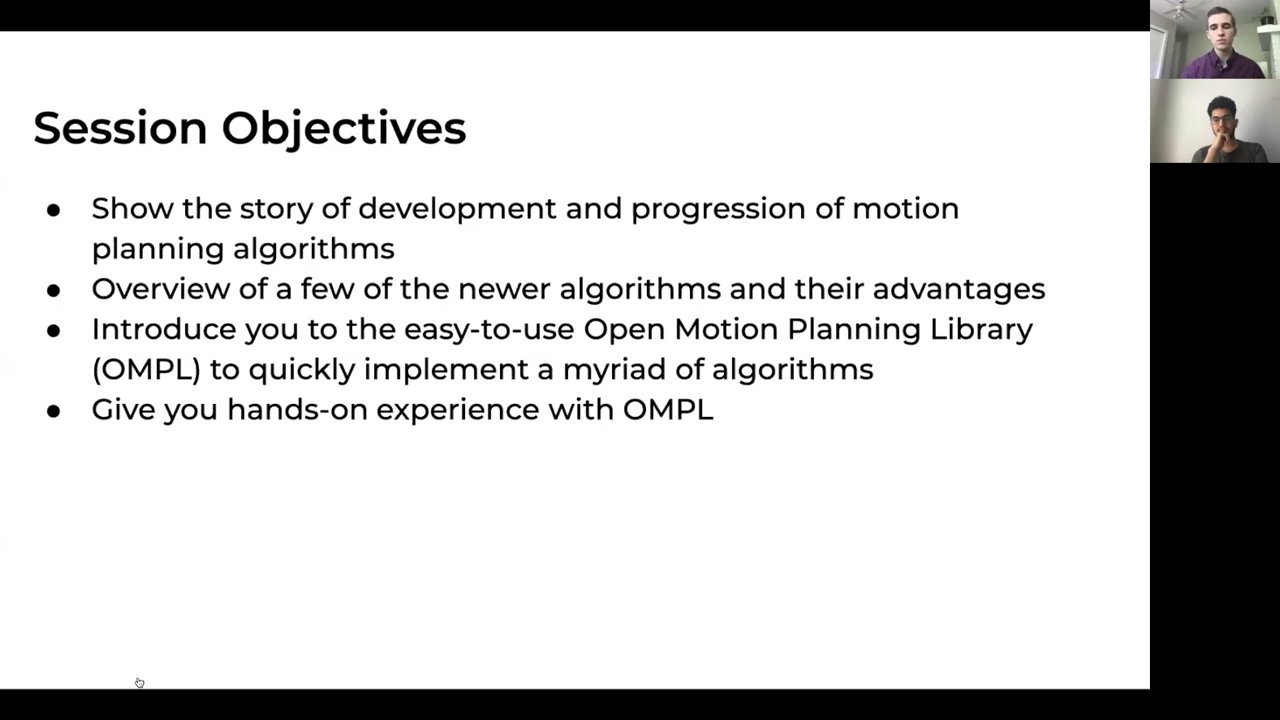 Session Objectives
● Show the story of development and progression of motion
planning algorithms
● Overview of a few of the newer algorithms and their advantages
● Introduce you to the easy-to-use Open Motion Planning Library
(OMPL) to quickly implement a myriad of algorithms
● Give you hands-on experience with OMPL